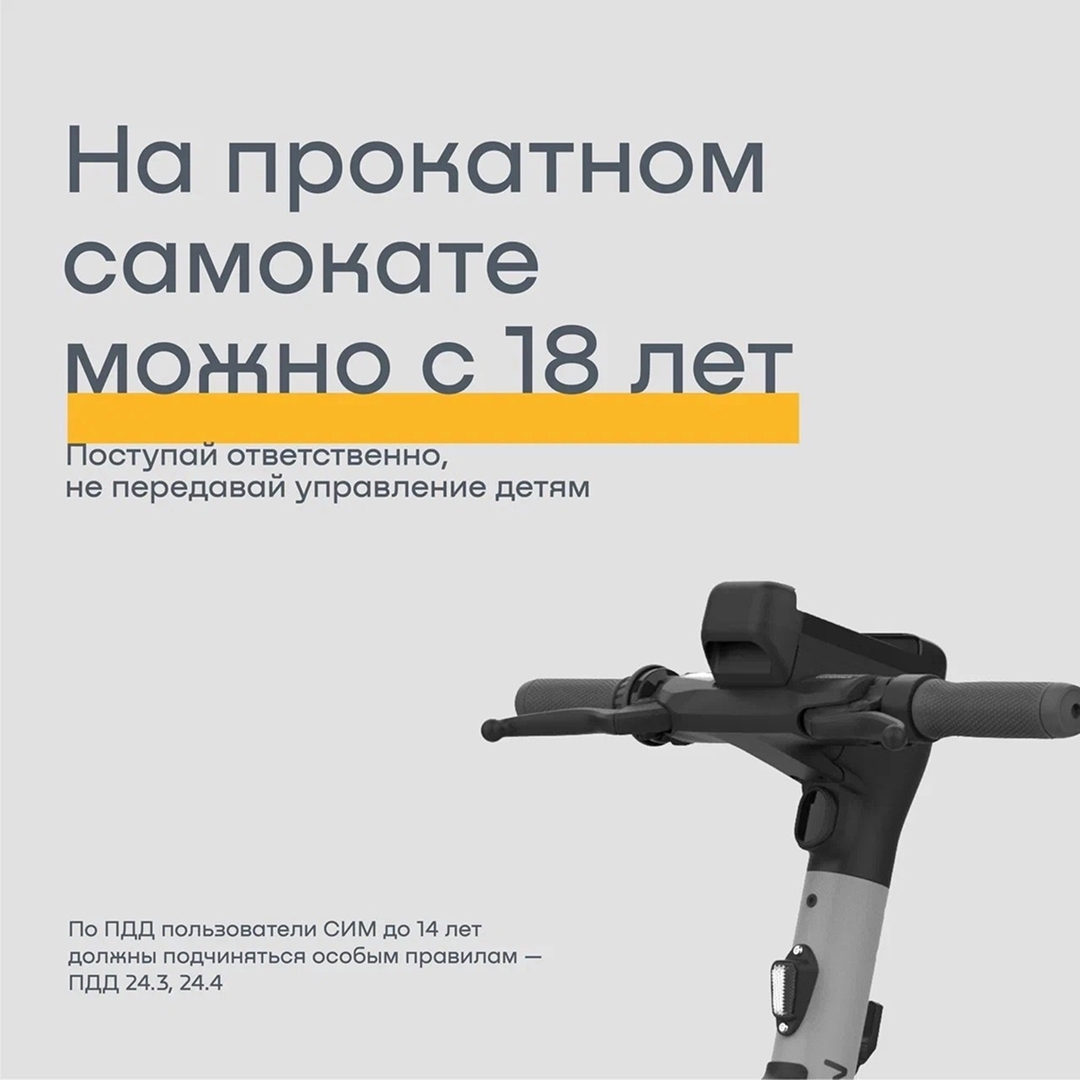 На прокатном
самокате
можно с 18 лет
Поступай ответственно,
не передавай управление детям
По ПДД пользователи СИМ до 14 лет
должны подчиняться особым правилам —
ПДД 24.3, 24.4